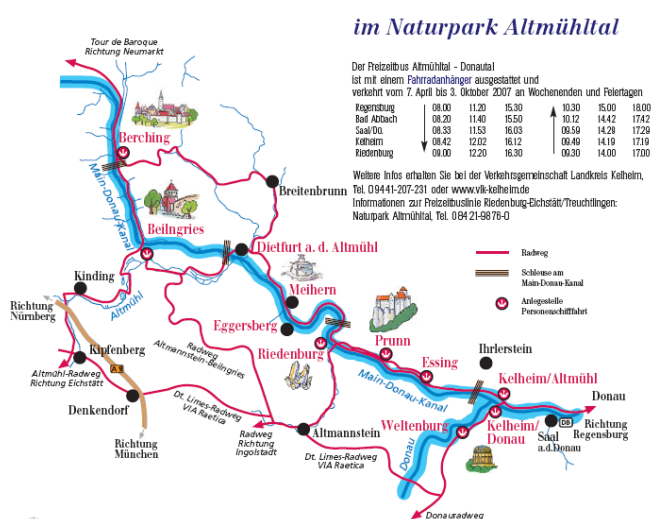 im Naturpark Altmühltal
Der Freizeitbus Altmühltal - Donautal
ist mit einem Fahrradanhänger ausgestattet und
verkehrt vom 7. April bis 3. Oktober 2007 an Wochenenden und Feiertagen
Regensburg 08.00 11.20 15.30 10.30 15.00 18.00
Bad Abbach 08.20 11.40 15.50 10.12 14.42 17.42
Saal/Do. 08.33 11.53 16.03 09.59 14.29 17.29
Kelheim 08.42 12.02 16.12 09.49 14.19 17.19
Riedenburg 09.00 12.20 16.30 09.30 14.00 17.00
Weitere Infos erhalten Sie bei der Verkehrsgemeinschaft Landkreis Kelheim,
Tel. 09441-207-231 oder www.vlk-kelheim.de
Informationen zur Freizeitbuslinie Riedenburg-Eichstätt/Treuchtlingen:
Naturpark Altmühltal, Tel. 08421-9876-0
Radweg
Schleuse am
Main-Donau-Kanal
Anlegestelle
Personenschifffahrt
Tour de Baroque
Richtung Neumarkt
Berching
Main-Donau-Kanal
Breitenbrunn
Beilngries
Dietfurt a. d. Altmühl
Kinding
Altmühl
Meihern
Richtung
Nürnberg
Eggersberg
Prunn
Kipfenberg
Radweg
Altmannstein-Beilngries
Riedenburg
Essing
Ihrlerstein
Altmühl-Radweg
Richtung Eichstätt
A 9
Main-Donau-Kanal
Kelheim/Altmühl
Donau
Denkendorf
Dt. Limes-Radweg
VIA Raetica
Weltenburg
Kelheim/
Donau
Richtung
Regensburg
Saal
a.d.Donau
DB
Radweg
Richtung
Ingolstadt
Altmannstein
Richtung
München
Dt. Limes-Radweg
VIA Raetica
Donau
Donauradweg